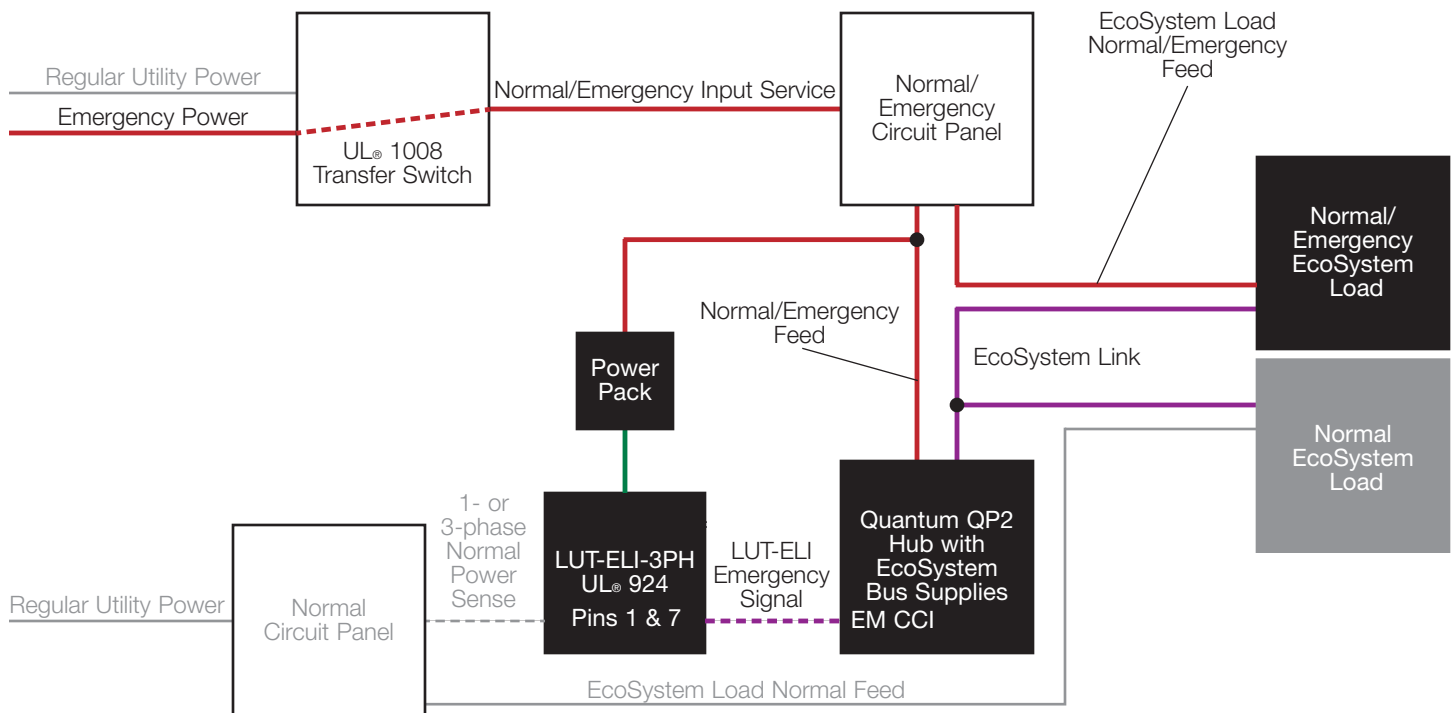 Regular Utility Power
Emergency Power
UL® 1008
Transfer Switch
Normal/Emergency Input Service
Normal/
Emergency
Circuit Panel
EcoSystem Load
Normal/Emergency
Feed
Normal/
Emergency
EcoSystem
Load
Normal/Emergency
Feed
EcoSystem Link
Power
Pack
Normal
EcoSystem
Load
1- or
3-phase
Normal
Power
Sense
LUT-ELI-3PH
UL® 924
Pins 1 & 7
LUT-ELI
Emergency
Signal
Quantum QP2
Hub with
EcoSystem
Bus Supplies
EM CCI
Regular Utility Power
Normal
Circuit Panel
EcoSystem Load Normal Feed